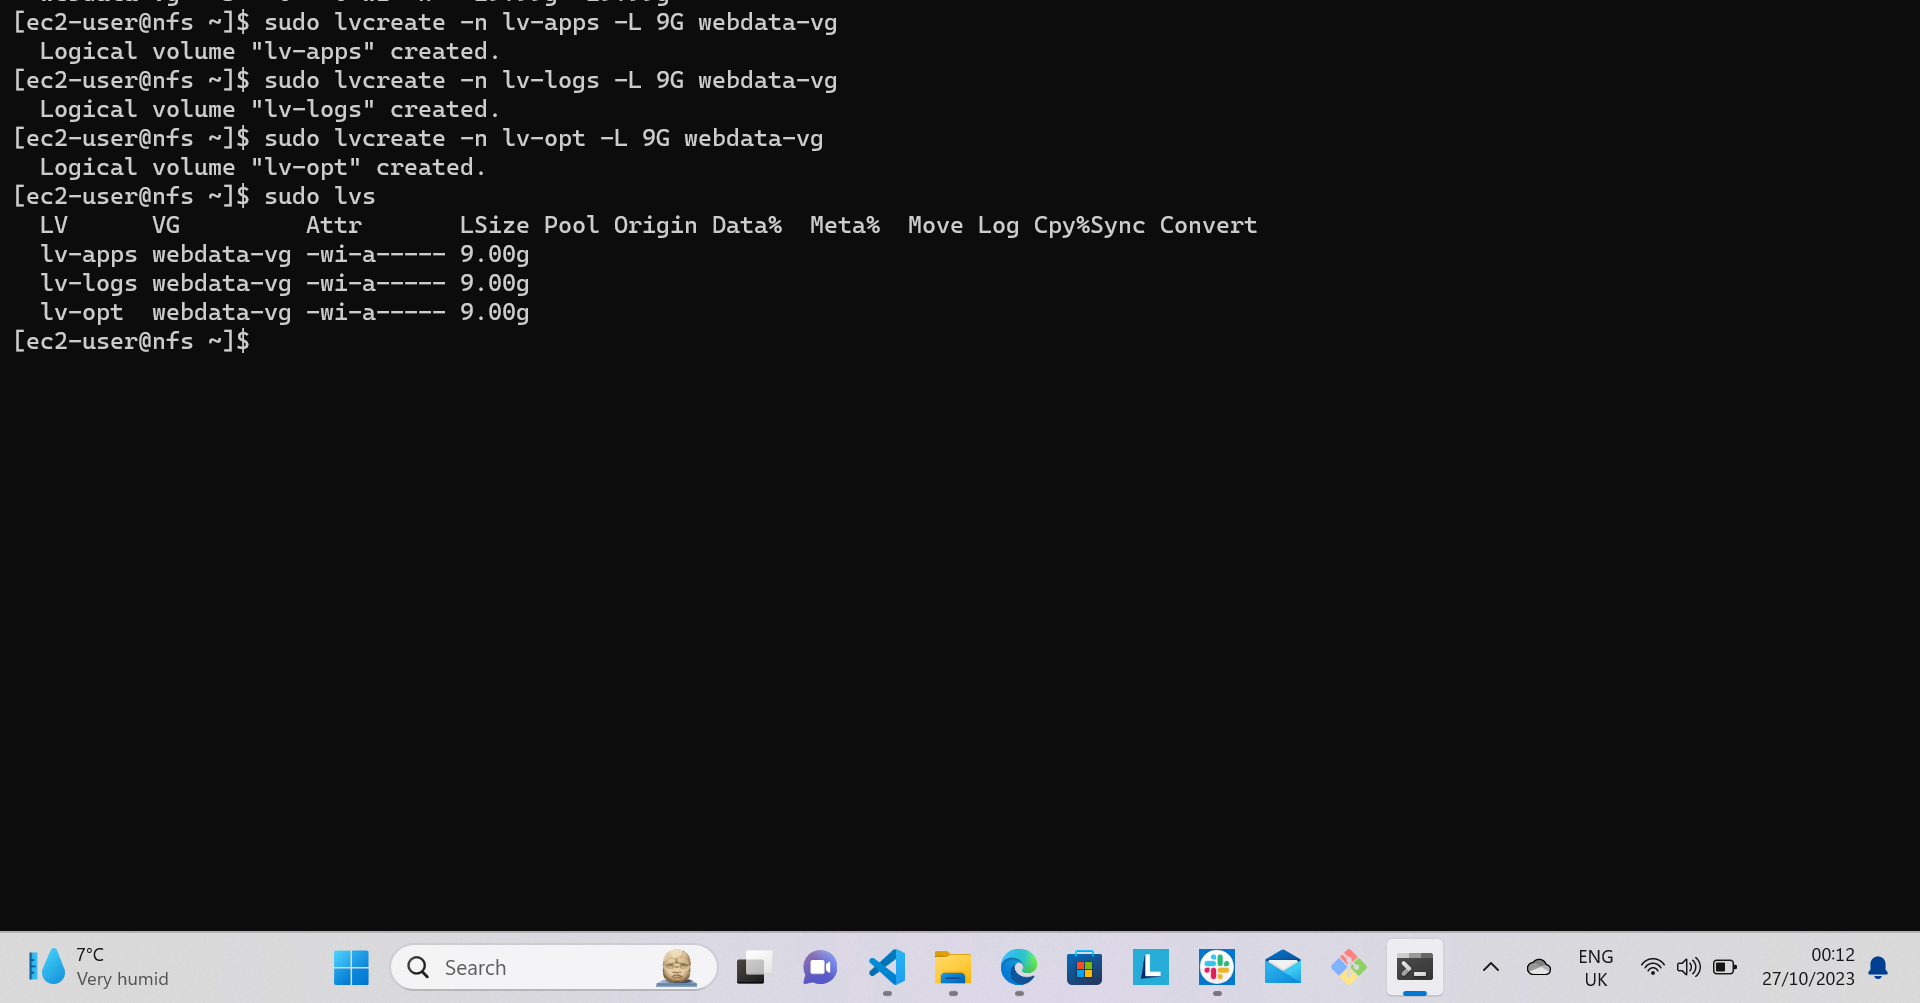 [ec2-user@nfs ~]$ sudo lvcreate -n lv-apps -L 9G webdata-vg
  Logical volume "lv-apps" created.
[ec2-user@nfs ~]$ sudo lvcreate -n lv-logs -L 9G webdata-vg
  Logical volume "lv-logs" created.
[ec2-user@nfs ~]$ sudo lvcreate -n lv-opt -L 9G webdata-vg
  Logical volume "lv-opt" created.
[ec2-user@nfs ~]$ sudo lvs
  LV      VG         Attr       LSize Pool Origin Data%  Meta%  Move Log Cpy%Sync Convert
  lv-apps webdata-vg -wi-a----- 9.00g
  lv-logs webdata-vg -wi-a----- 9.00g
  lv-opt  webdata-vg -wi-a----- 9.00g
[ec2-user@nfs ~]$
7°C
Very humid
Search
L
ENG
UK
00:12
27/10/2023